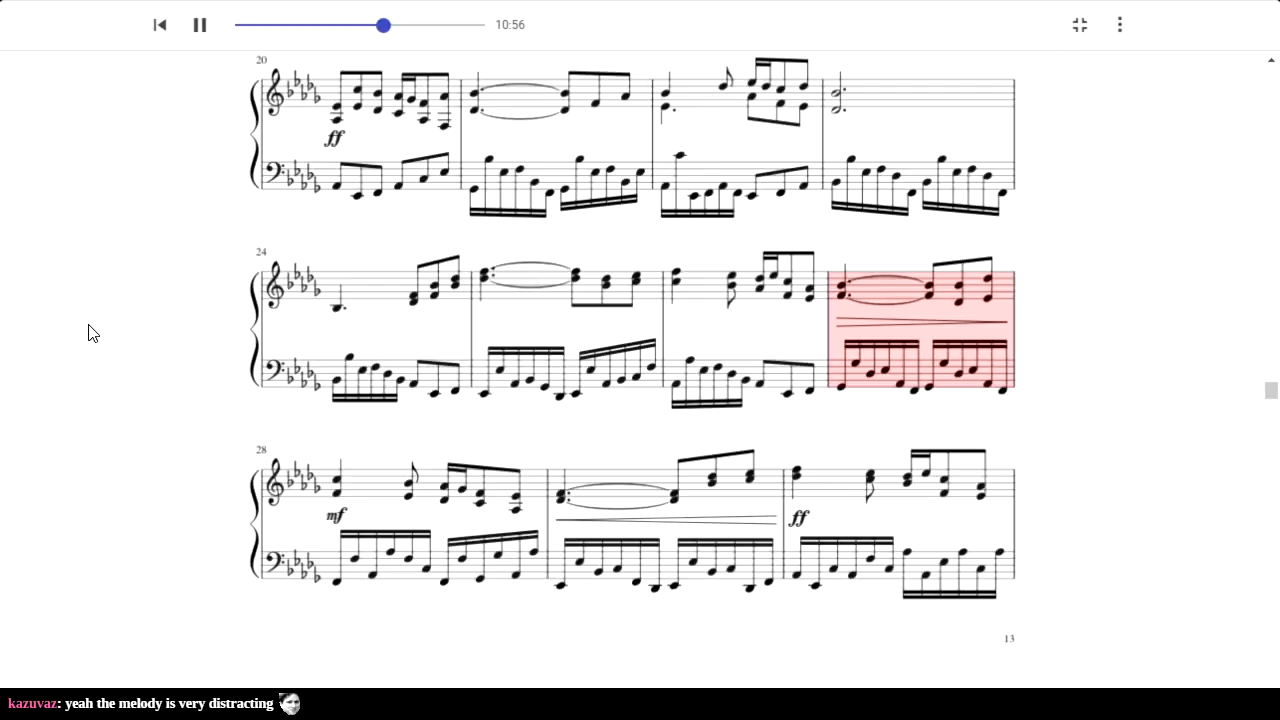 10:56
20
ff
24
28
mf
ff
13
kazuvaz: yeah the melody is very distracting